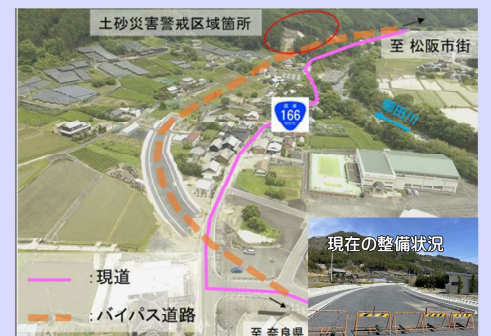 土砂災害警戒区域箇所
至 松阪市街
国道
166
櫛田川
現在の整備状況
:現道
:バイパス道路
至 奈良県